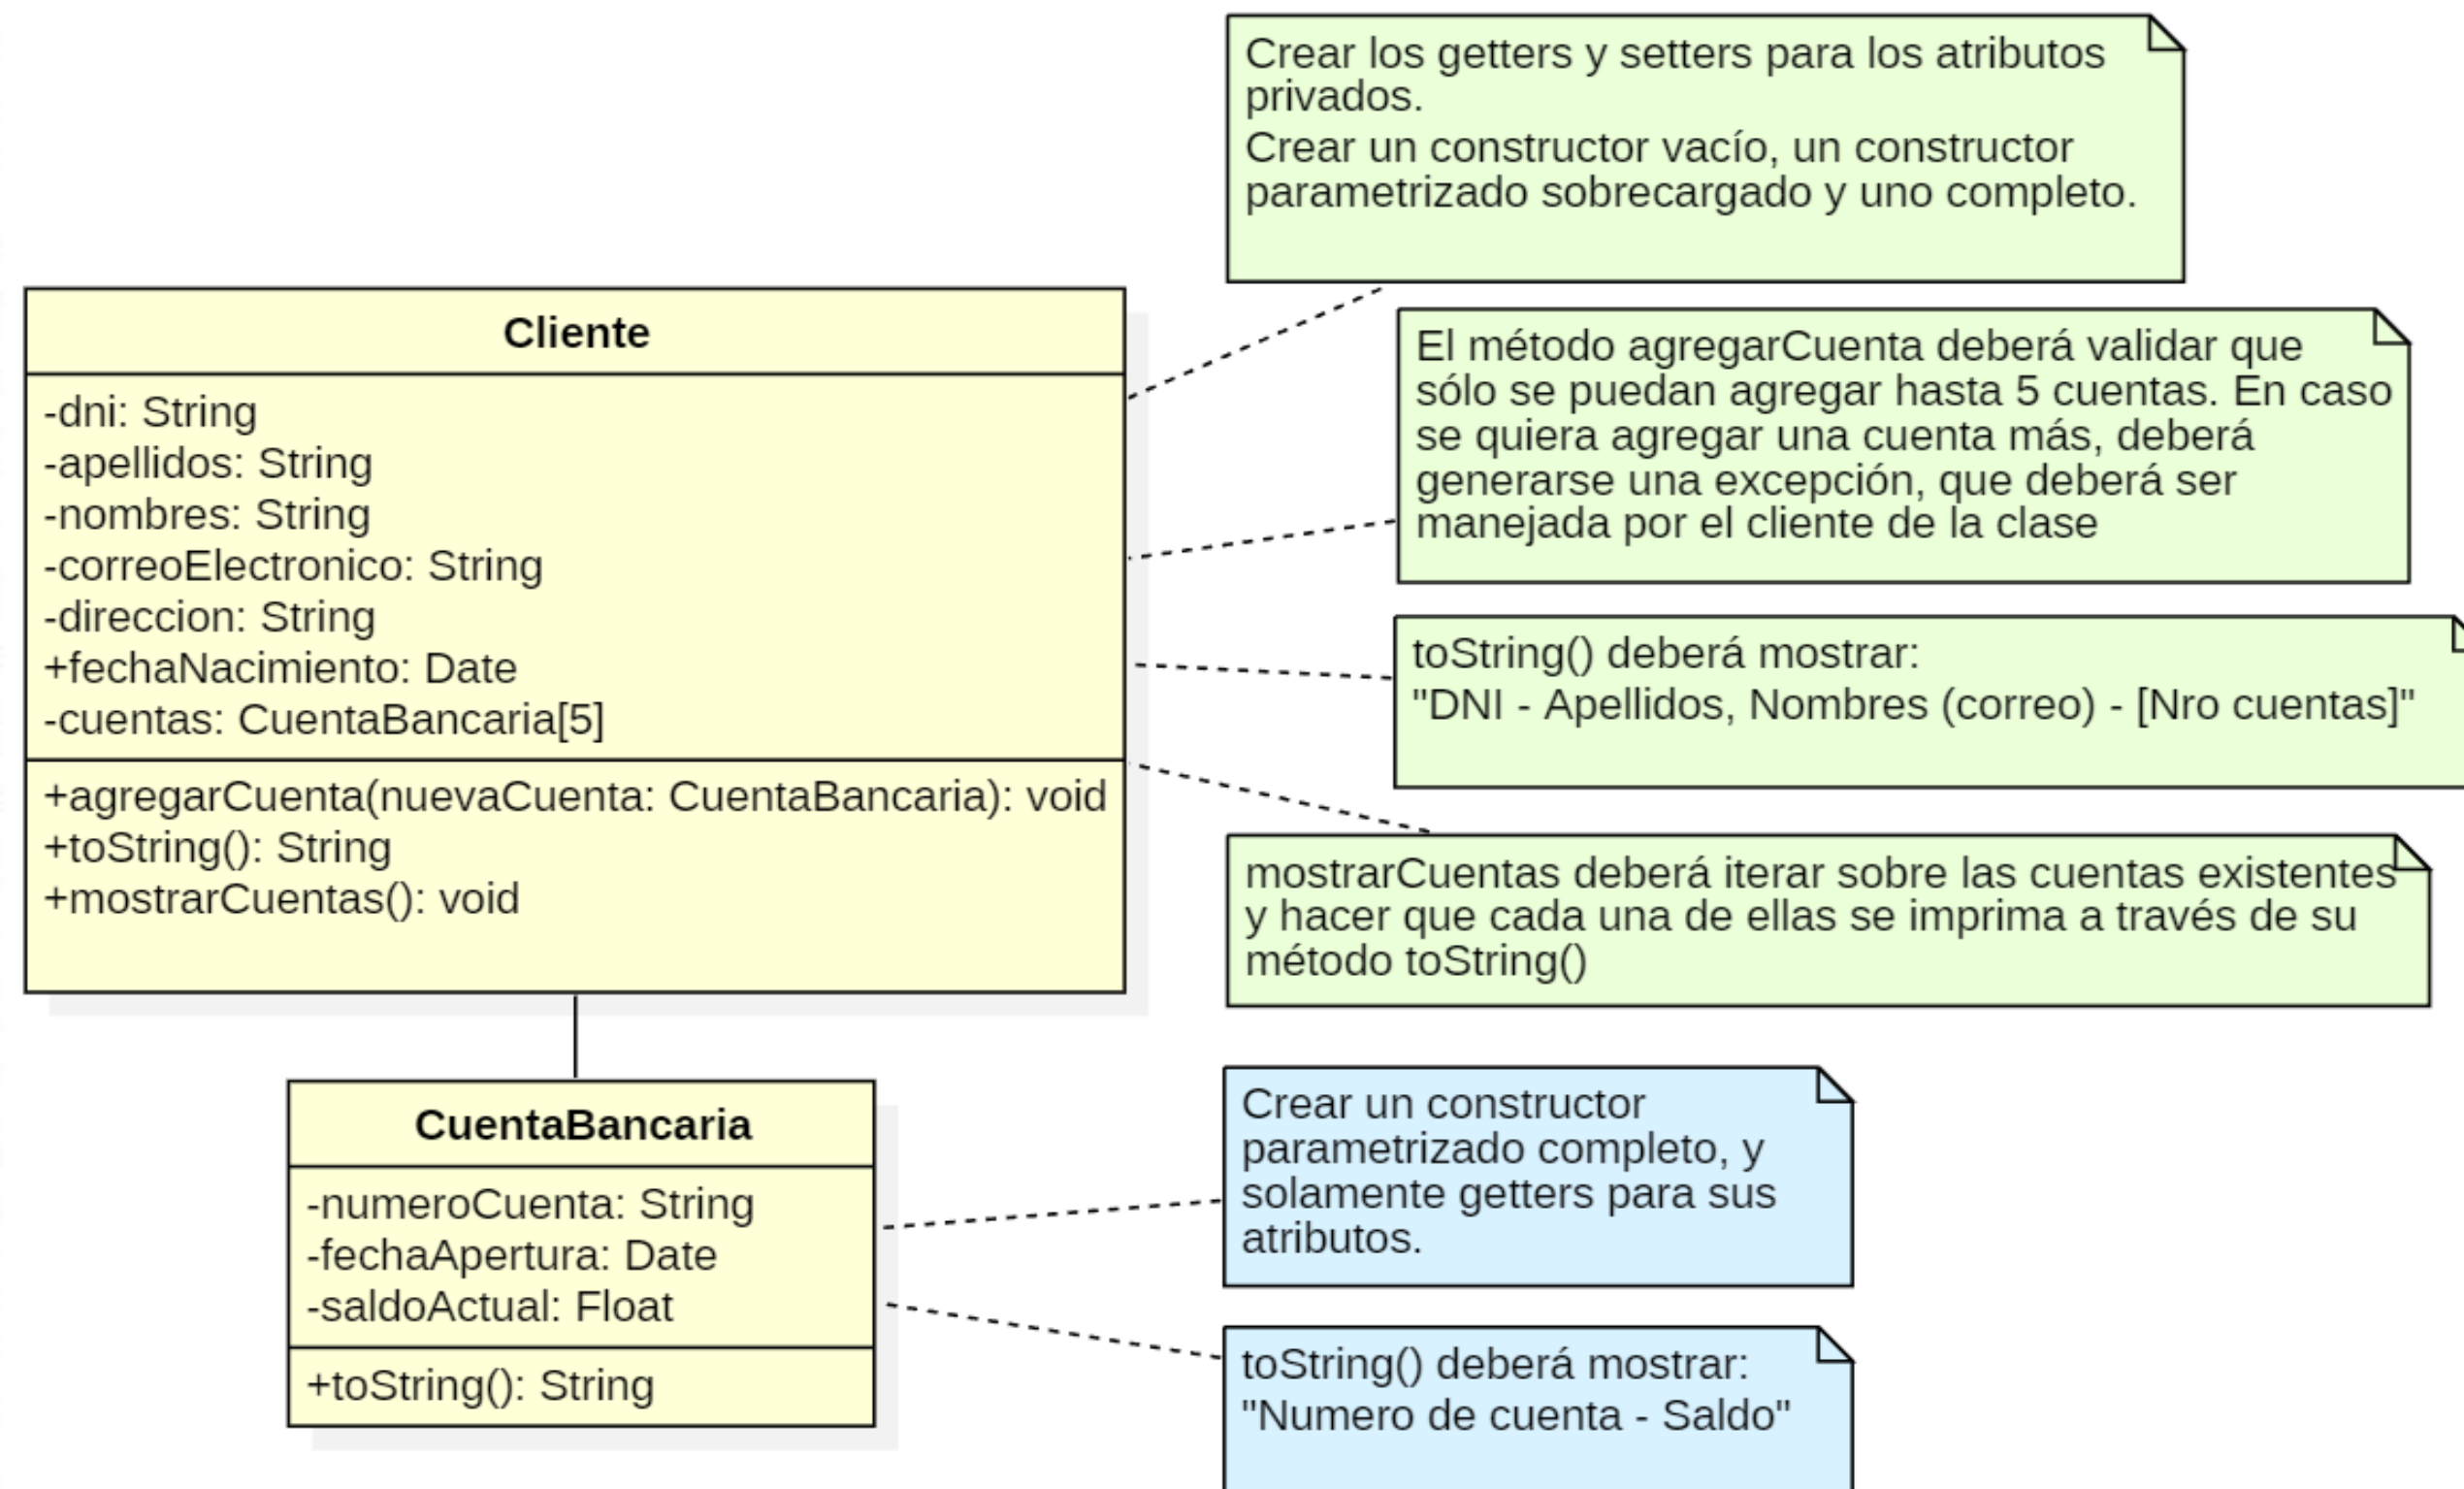 Crear los getters y setters para los atributos
privados.
Crear un constructor vacío, un constructor
parametrizado sobrecargado y uno completo.
Cliente
-dni: String
-apellidos: String
-nombres: String
-correoElectronico: String
-direccion: String
+fechaNacimiento: Date
-cuentas: CuentaBancaria[5]
+agregarCuenta(nuevaCuenta: CuentaBancaria): void
+toString(): String
+mostrarCuentas(): void
El método agregarCuenta deberá validar que
sólo se puedan agregar hasta 5 cuentas. En caso
se quiera agregar una cuenta más, deberá
generarse una excepción, que deberá ser
manejada por el cliente de la clase
toString() deberá mostrar:
"DNI - Apellidos, Nombres (correo) - [Nro cuentas]"
mostrarCuentas deberá iterar sobre las cuentas existentes
y hacer que cada una de ellas se imprima a través de su
método toString()
CuentaBancaria
-numeroCuenta: String
-fechaApertura: Date
-saldoActual: Float
+toString(): String
Crear un constructor
parametrizado completo, y
solamente getters para sus
atributos.
toString() deberá mostrar:
"Numero de cuenta - Saldo"